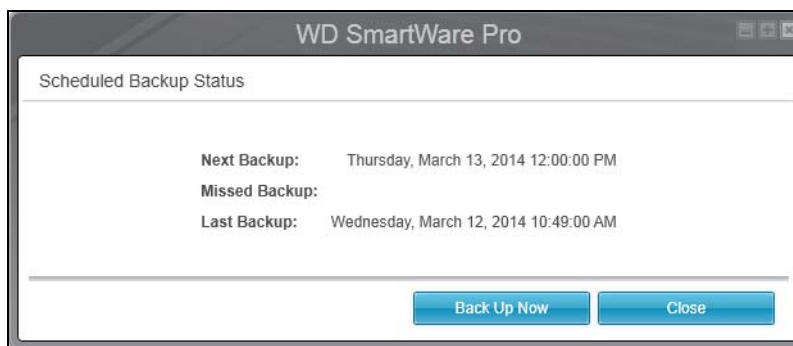 WD SmartWare Pro
Scheduled Backup Status
Next Backup: Thursday, March 13, 2014 12:00:00 PM
Missed Backup:
Last Backup: Wednesday, March 12, 2014 10:49:00 AM
Back Up Now Close